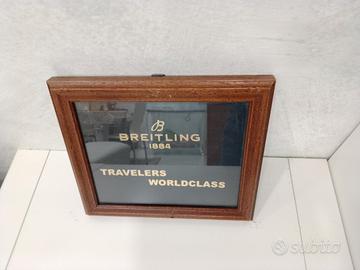 BREITLING
1884
TRAVELERS
WORLDCLASS
subito